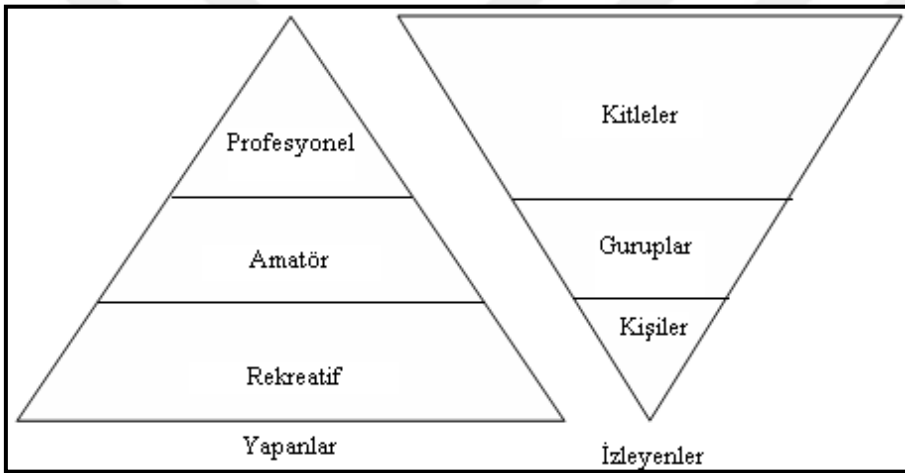 Profesyonel
Amatör
Rekreatif
Yapanlar
Kitleler
Guruplar
Kişiler
İzleyenler